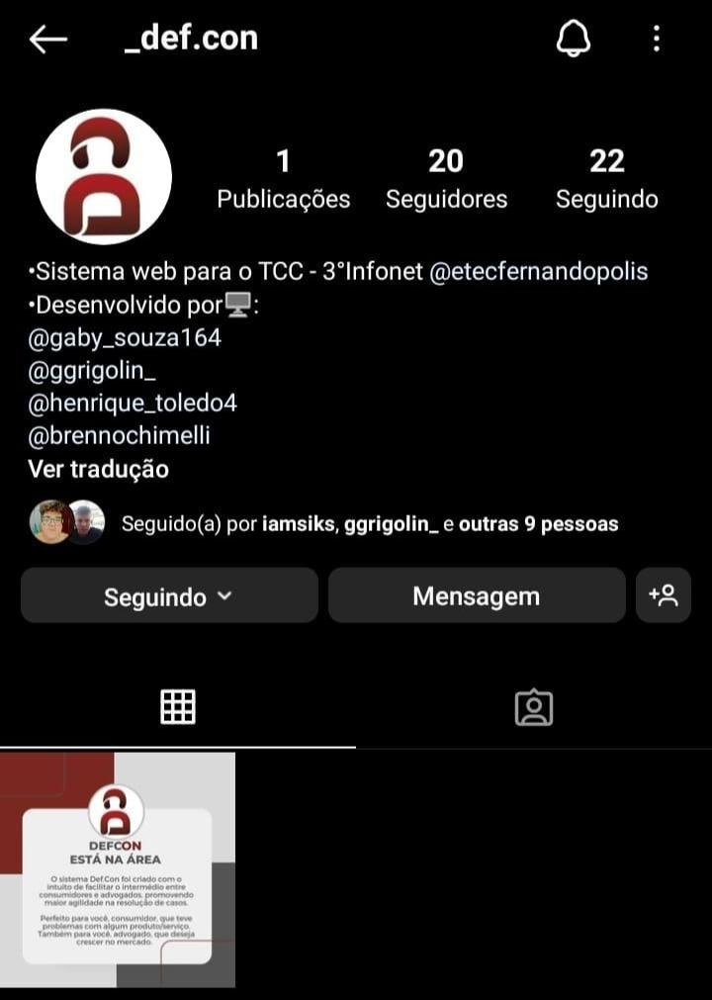 _def.con
1
Publicações
20
Seguidores
22
Seguindo
•Sistema web para o TCC - 3°Infonet @etecfernandopolis
•Desenvolvido por🖥️:
@gaby_souza164
@ggrigolin_
@henrique_toledo4
@brennochimelli
Ver tradução
Seguido(a) por iamsiks, ggrigolin_ e outras 9 pessoas
Seguindo
Mensagem
DEFCON
ESTÁ NA ÁREA
O sistema Def.Con foi criado com o
intuito de facilitar o intermédio entre
consumidores e advogados, promovendo
maior agilidade na resolução de casos.
Perfeito para você, consumidor, que teve
problemas com algum produto/serviço.
Também para você, advogado, que deseja
crescer no mercado.